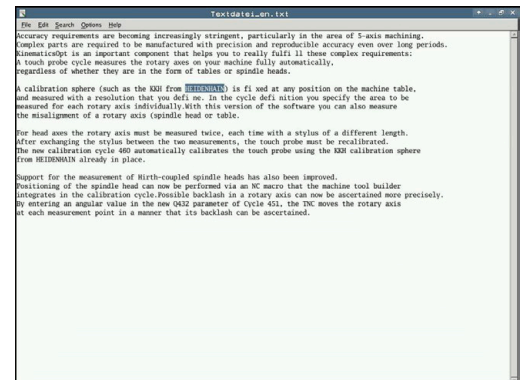 Textdatei_en.txt
File Edit Search Options Help
Accuracy requirements are becoming increasingly stringent, particularly in the area of 5-axis machining.
Complex parts are required to be manufactured with precision and reproducible accuracy even over long periods.
KinematicsOpt is an important component that helps you to really fulfi ll these complex requirements:
A touch probe cycle measures the rotary axes on your machine fully automatically,
regardless of whether they are in the form of tables or spindle heads.
A calibration sphere (such as the KKH from HEIDENHAIN) is fi xed at any position on the machine table,
and measured with a resolution that you defi ne. In the cycle defi nition you specify the area to be
measured for each rotary axis individually.With this version of the software you can also measure
the misalignment of a rotary axis (spindle head or table.
For head axes the rotary axis must be measured twice, each time with a stylus of a different length.
After exchanging the stylus between the two measurements, the touch probe must be recalibrated.
The new calibration cycle 460 automatically calibrates the touch probe using the KKH calibration sphere
from HEIDENHAIN already in place.
Support for the measurement of Hirth-coupled spindle heads has also been improved.
Positioning of the spindle head can now be performed via an NC macro that the machine tool builder
integrates in the calibration cycle.Possible backlash in a rotary axis can now be ascertained more precisely.
By entering an angular value in the new Q432 parameter of Cycle 451, the TNC moves the rotary axis
at each measurement point in a manner that its backlash can be ascertained.